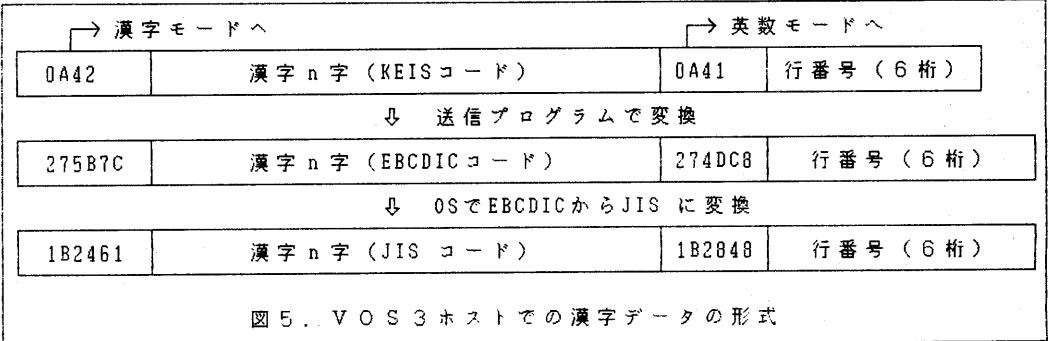 → 漢字モードへ → 英数モードへ
0A42 漢字n字(KEISコード) 0A41 行番号(6桁)
⇩ 送信プログラムで変換
275B7C 漢字n字(EBCDICコード) 274DC8 行番号(6桁)
⇩ OSでEBCDICからJIS に変換
1B2461 漢字n字(JIS コード) 1B2848 行番号(6桁)
図5. VOS3ホストでの漢字データの形式